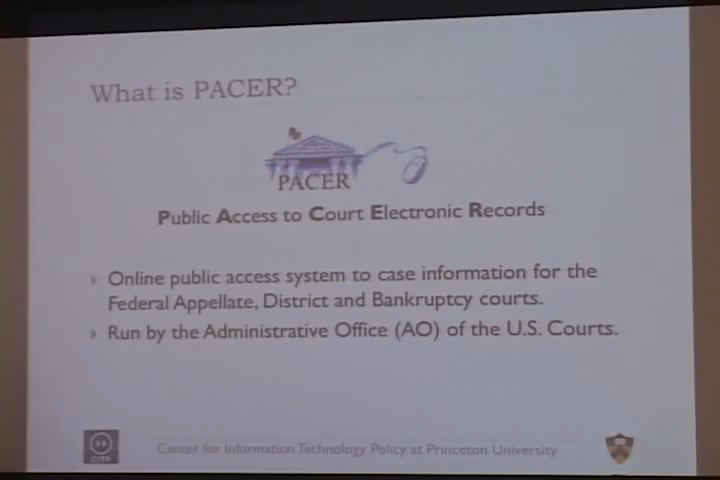 What is PACER?
PACER
Public Access to Court Electronic Records
Online public access system to case information for the
Federal Appellate, District and Bankruptcy courts.
Run by the Administrative Office (AO) of the U.S. Courts.
CITP
Center for Information Technology Policy at Princeton University